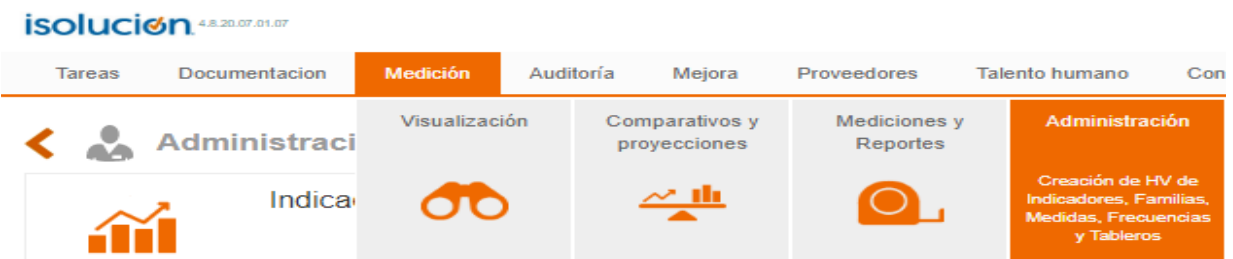 isolución 4.8.20.07.01.07
Tareas Documentacion Medición Auditoría Mejora Proveedores Talento humano Con
Administraci
Indica
Visualización
Comparativos y
proyecciones
Mediciones y
Reportes
Administración
Creación de HV de
Indicadores, Familias,
Medidas, Frecuencias
y Tableros